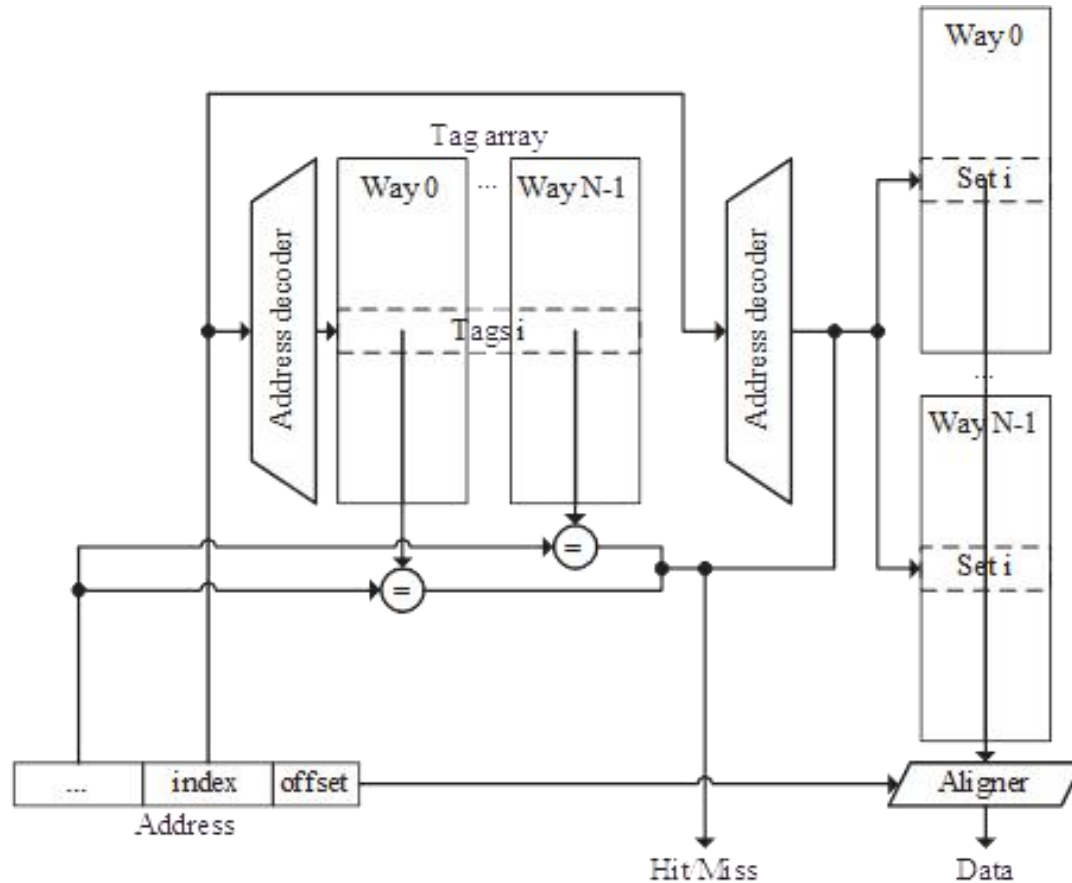 Way 0
Tag array
Way 0 ... Way N-1
Set i
Address decoder
Address decoder
Tags i
...
Way N-1
=
Set i
=
... index offset
Aligner
Address
Hit/Miss
Data